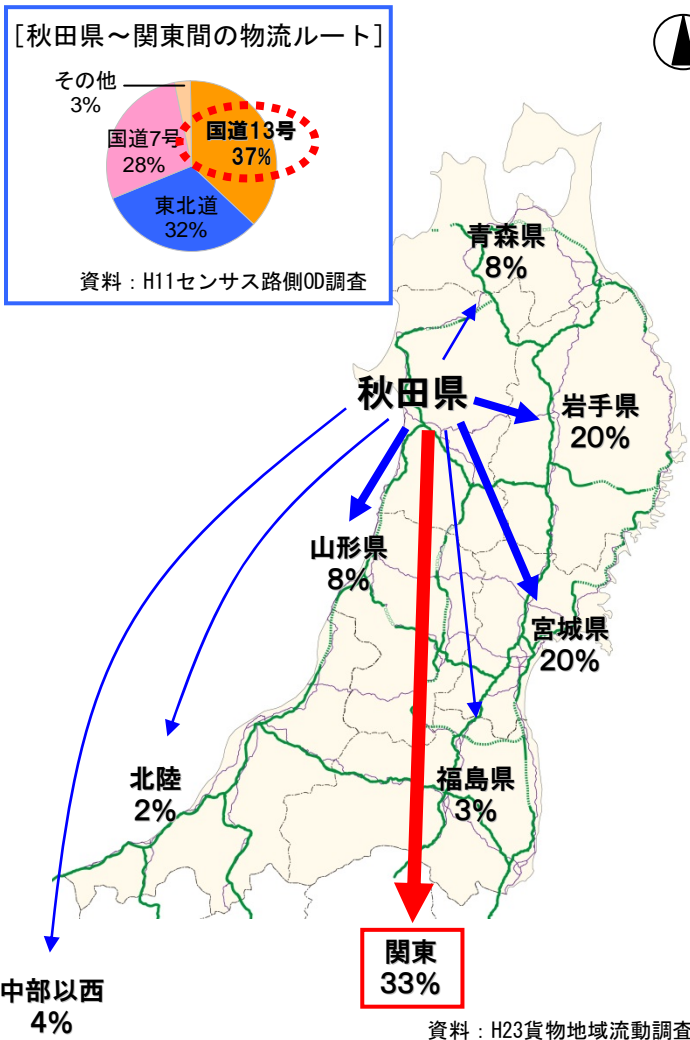 [秋田県～関東間の物流ルート]
その他
3%
国道7号
28%
国道13号
37%
東北道
32%
資料：H11センサス路側OD調査
青森県
8%
秋田県
岩手県
20%
山形県
8%
宮城県
20%
北陸
2%
福島県
3%
関東
33%
中部以西
4%
資料：H23貨物地域流動調査